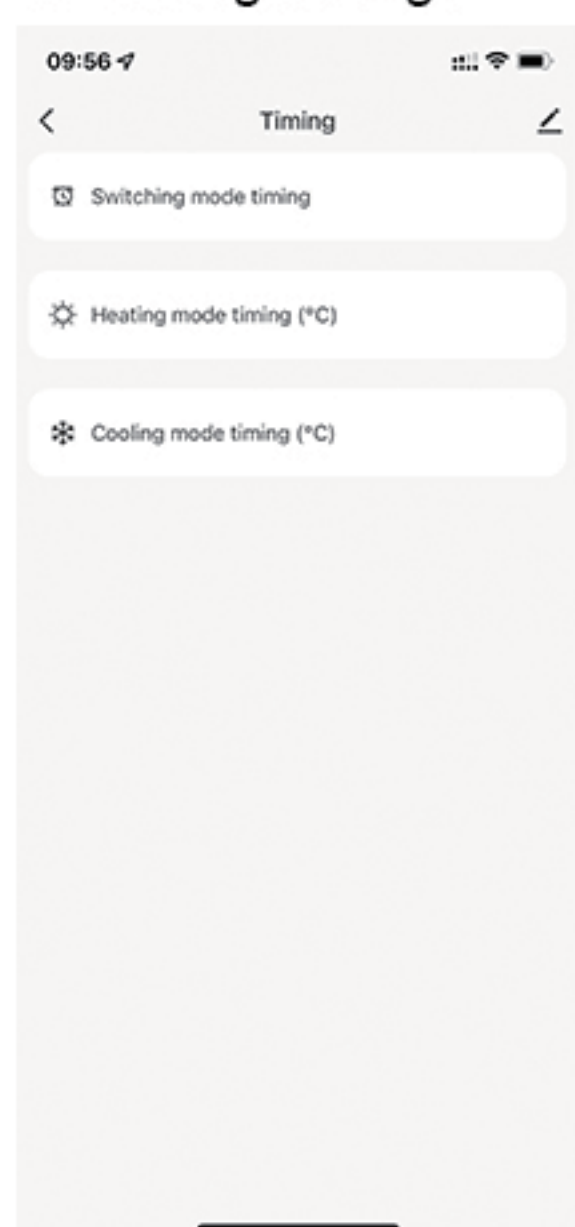 09:56
Timing
Switching mode timing
Heating mode timing (°C)
Cooling mode timing (°C)